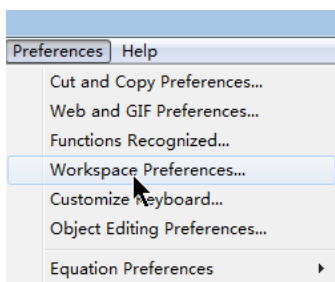 Preferences Help
Cut and Copy Preferences...
Web and GIF Preferences...
Functions Recognized...
Workspace Preferences...
Customize Keyboard...
Object Editing Preferences...
Equation Preferences